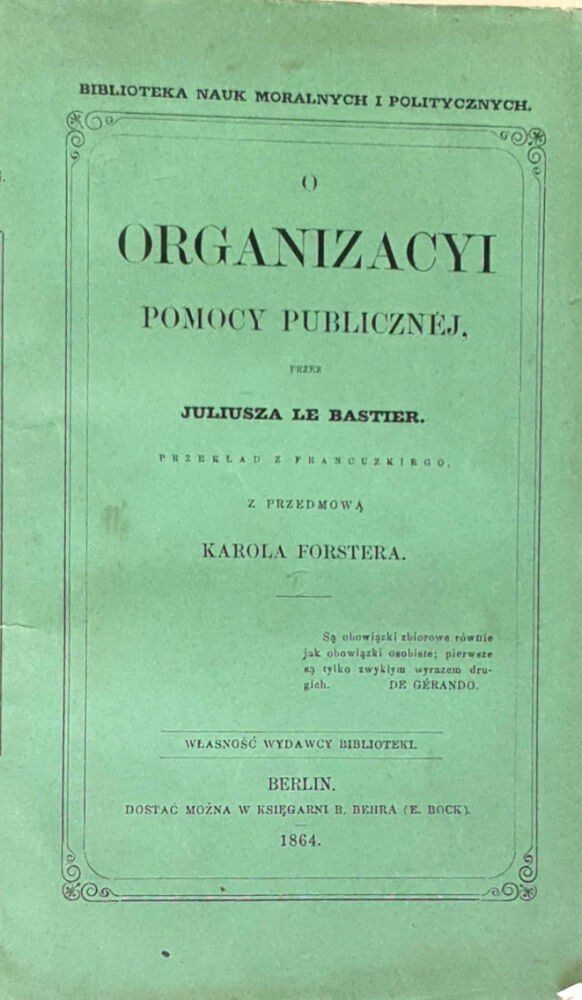 BIBLIOTEKA NAUK MORALNYCH I POLITYCZNYCH.
O
ORGANIZACYI
POMOCY PUBLICZNÉJ,
PRZEZ
JULIUSZA LE BASTIER.
PRZEKŁAD Z FRANCUZKIEGO,
Z PRZEDMOWĄ
KAROLA FORSTERA.
Są obowiązki zbiorowe równie
jak obowiązki osobiste; pierwsze
są tylko zwykłym wyrazem dru-
gich. DE GÉRANDO.
WŁASNOŚĆ WYDAWCY BIBLIOTEKI.
BERLIN.
DOSTAĆ MOŻNA W KSIĘGARNI B. BEHRA (E. BOCK).
1864.